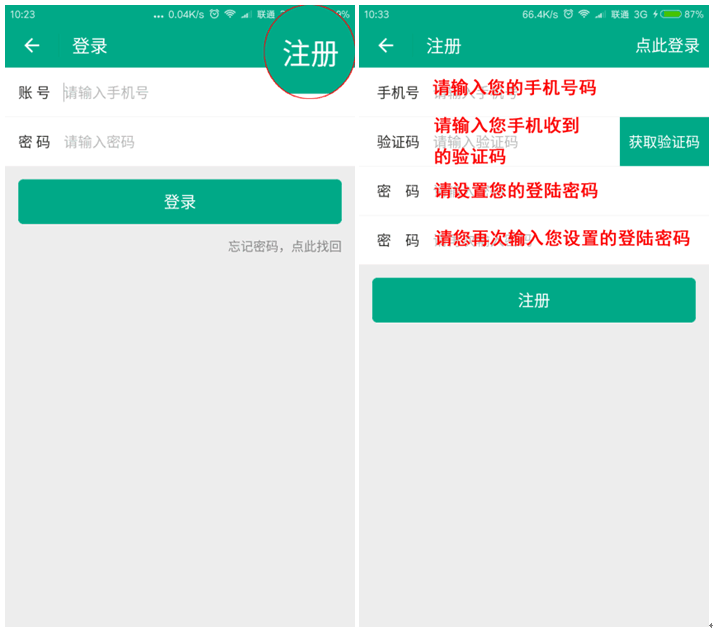 10:23
... 0.04K/s 联通
%
登录
注册
账 号
请输入手机号
密 码
请输入密码
登录
忘记密码，点此找回
10:33
66.4K/s 联通 3G 87%
注册
点此登录
手机号
请输入您的手机号码
验证码
请输入您手机收到
的验证码
请输入验证码
获取验证码
密 码
请设置您的登陆密码
密 码
请您再次输入您设置的登陆密码
注册